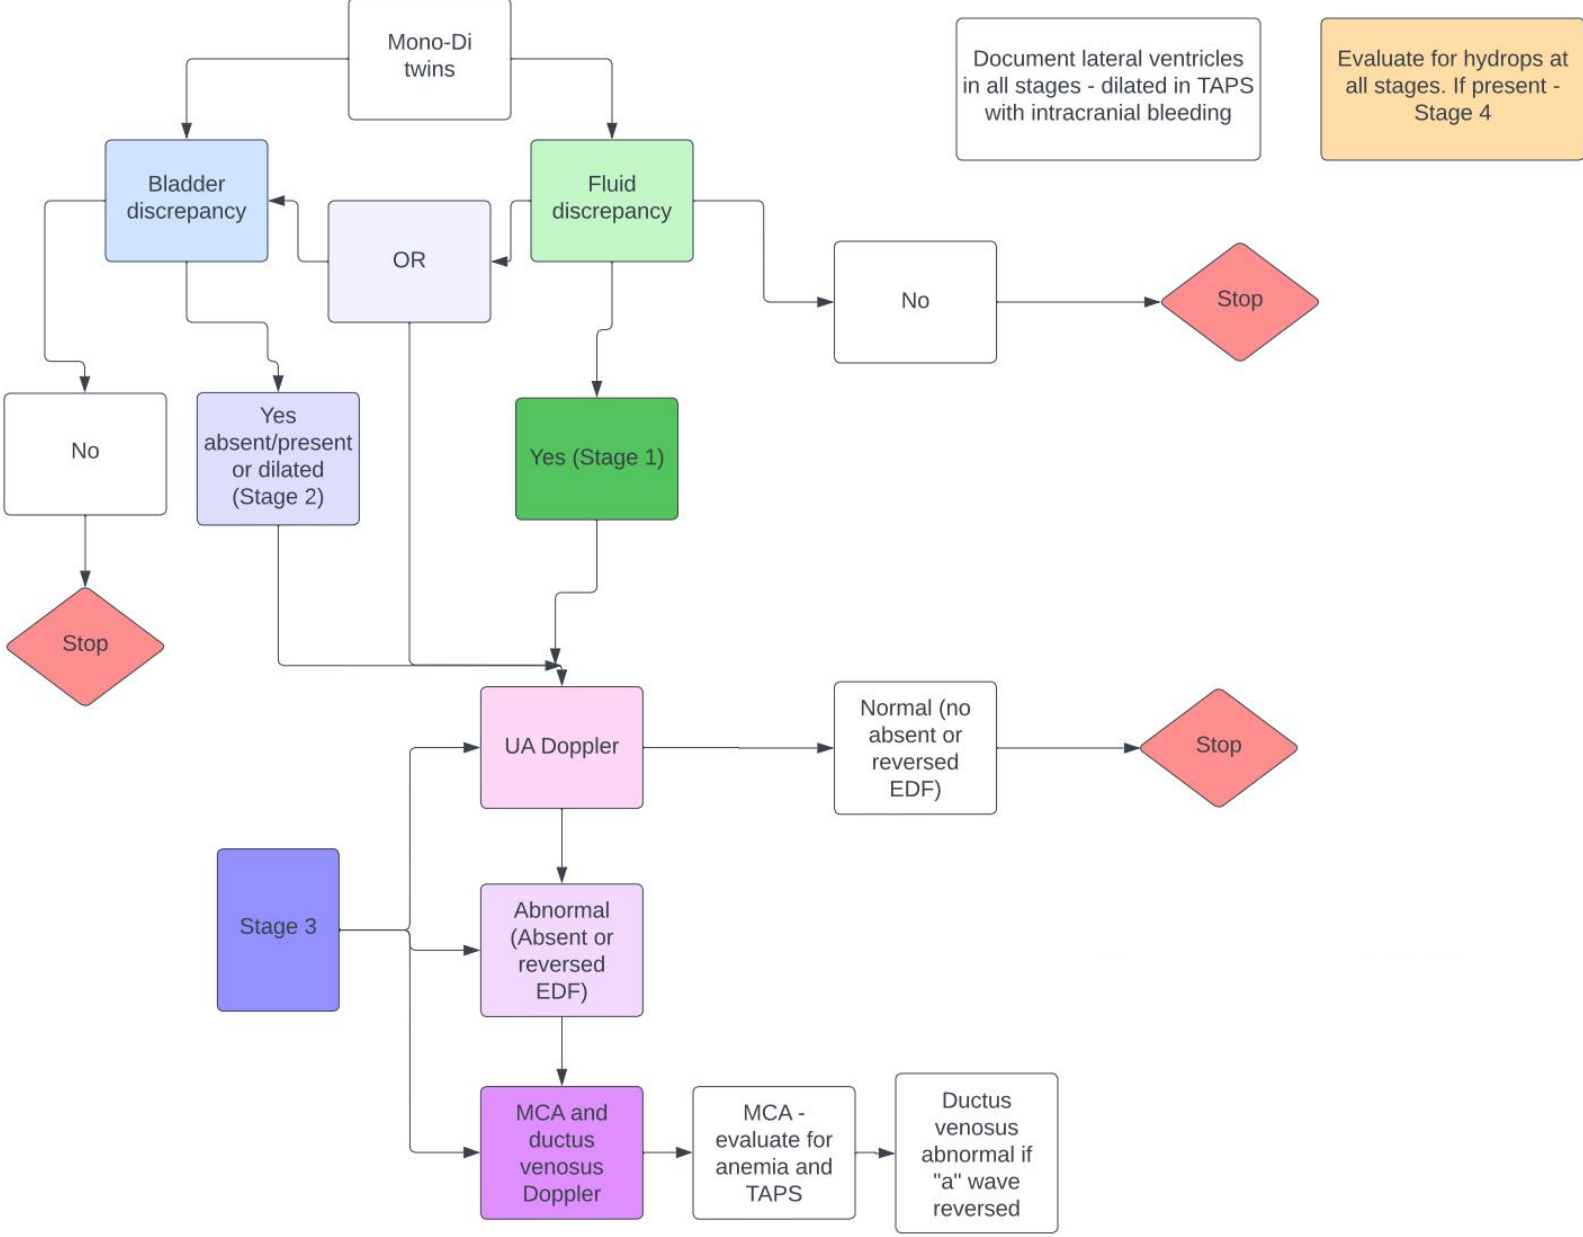 Mono-Di
twins
Document lateral ventricles
in all stages - dilated in TAPS
with intracranial bleeding
Evaluate for hydrops at
all stages. If present -
Stage 4
Bladder
discrepancy
OR
Fluid
discrepancy
No
Stop
No
Yes
absent/present
or dilated
(Stage 2)
Yes (Stage 1)
Stop
UA Doppler
Normal (no
absent or
reversed
EDF)
Stop
Stage 3
Abnormal
(Absent or
reversed
EDF)
MCA and
ductus
venosus
Doppler
MCA -
evaluate for
anemia and
TAPS
Ductus
venosus
abnormal if
"a" wave
reversed